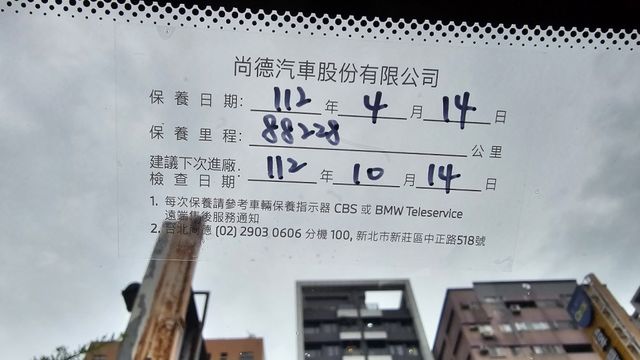 尚德汽車股份有限公司
保養日期: 112 年 4 月 14 日
保養里程: 88228 公里
建議下次進廠: 112 年 10 月 14 日
檢查日期
1. 每次保養請參考車輛保養指示器 CBS 或 BMW Teleservice
遠端售後服務通知
2. 台北尚德 (02) 2903 0606 分機 100, 新北市新莊區中正路518號